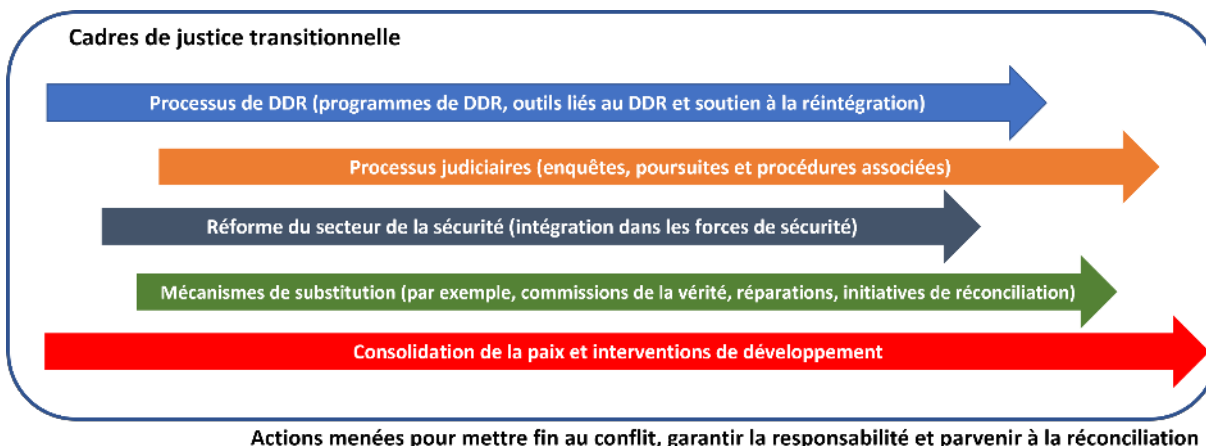 Cadres de justice transitionnelle
Processus de DDR (programmes de DDR, outils liés au DDR et soutien à la réintégration)
Processus judiciaires (enquêtes, poursuites et procédures associées)
Réforme du secteur de la sécurité (intégration dans les forces de sécurité)
Mécanismes de substitution (par exemple, commissions de la vérité, réparations, initiatives de réconciliation)
Consolidation de la paix et interventions de développement
Actions menées pour mettre fin au conflit, garantir la responsabilité et parvenir à la réconciliation